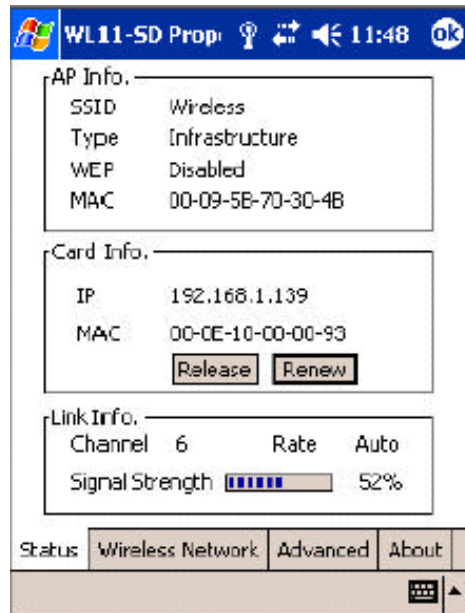 WL11-SD Prop 11:48 ok
AP Info.
SSID Wireless
Type Infrastructure
WEP Disabled
MAC 00-09-5B-70-30-4B
Card Info.
IP 192.168.1.139
MAC 00-0E-10-00-00-93
Release Renew
Link Info.
Channel 6 Rate Auto
Signal Strength 52%
Status Wireless Network Advanced About